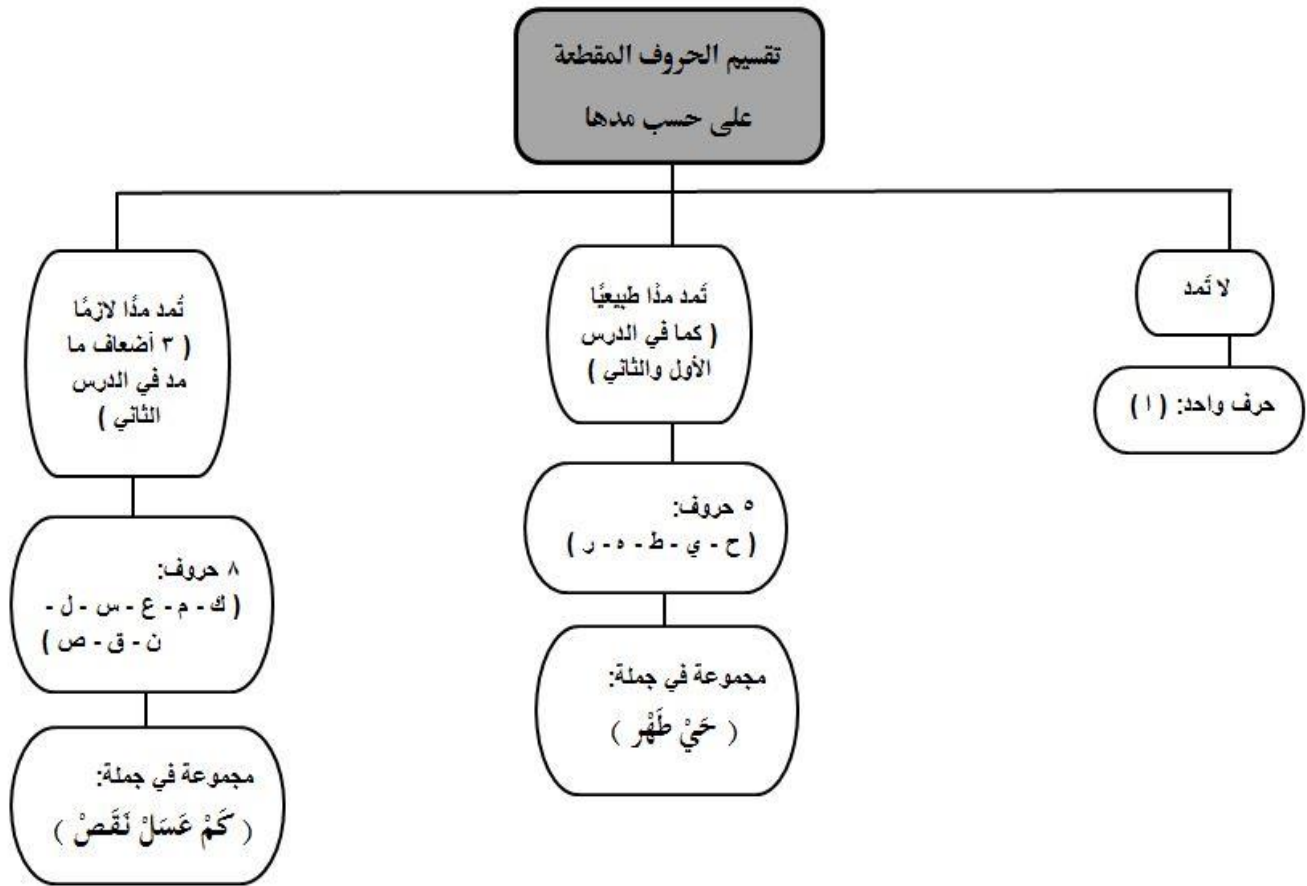 تقسيم الحروف المقطعة
على حسب مدها
لا تُمد
حرف واحد: ( ا )
تُمد مدًا طبيعيًا
( كما في الدرس
الأول والثاني )
٥ حروف:
( ح - ي - ط - ه - ر )
مجموعة في جملة:
( حَيْ طَهْر )
تُمد مدًا لازمًا
( ٣ أضعاف ما
مد في الدرس
الثاني )
٨ حروف:
( ك - م - ع - س - ل -
ن - ق - ص )
مجموعة في جملة:
( كَمْ عَسَلْ نَقَصْ )